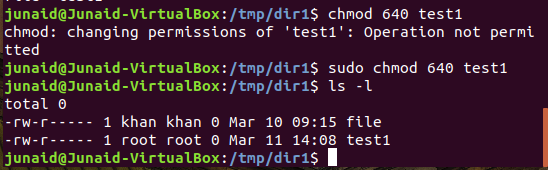 junaid@Junaid-VirtualBox:/tmp/dir1$ chmod 640 test1
chmod: changing permissions of 'test1': Operation not permi
tted
junaid@Junaid-VirtualBox:/tmp/dir1$ sudo chmod 640 test1
junaid@Junaid-VirtualBox:/tmp/dir1$ ls -l
total 0
-rw-r----- 1 khan khan 0 Mar 10 09:15 file
-rw-r----- 1 root root 0 Mar 11 14:08 test1
junaid@Junaid-VirtualBox:/tmp/dir1$